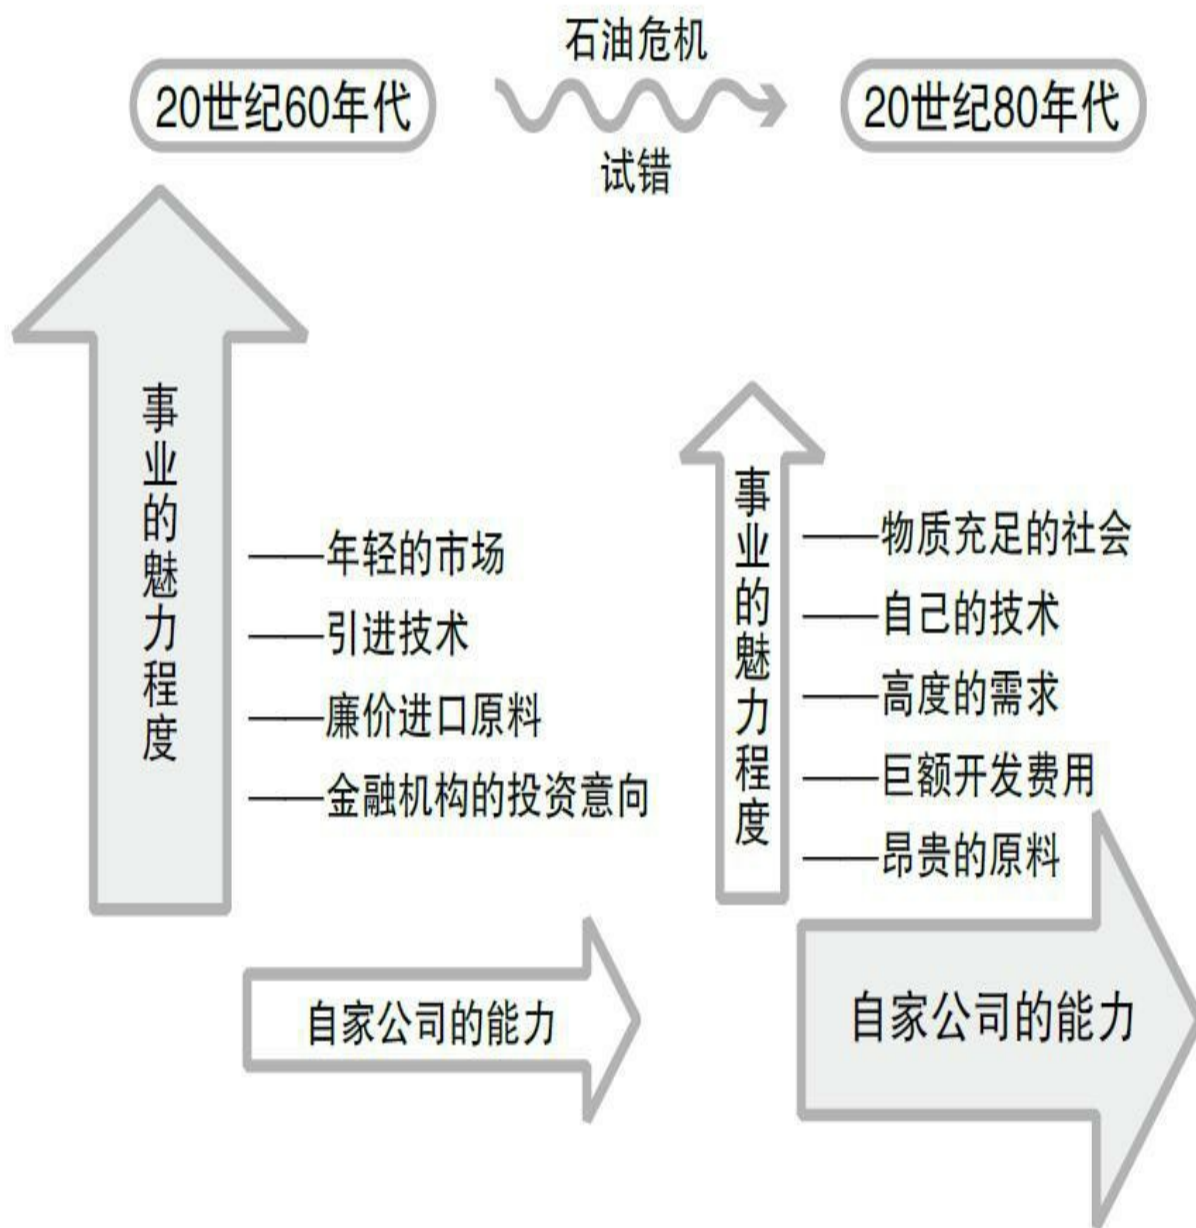 石油危机
20世纪60年代
20世纪80年代
试错
事业的魅力程度
——年轻的市场
——引进技术
——廉价进口原料
——金融机构的投资意向
自家公司的能力
事业的魅力程度
——物质充足的社会
——自己的技术
——高度的需求
——巨额开发费用
——昂贵的原料
自家公司的能力